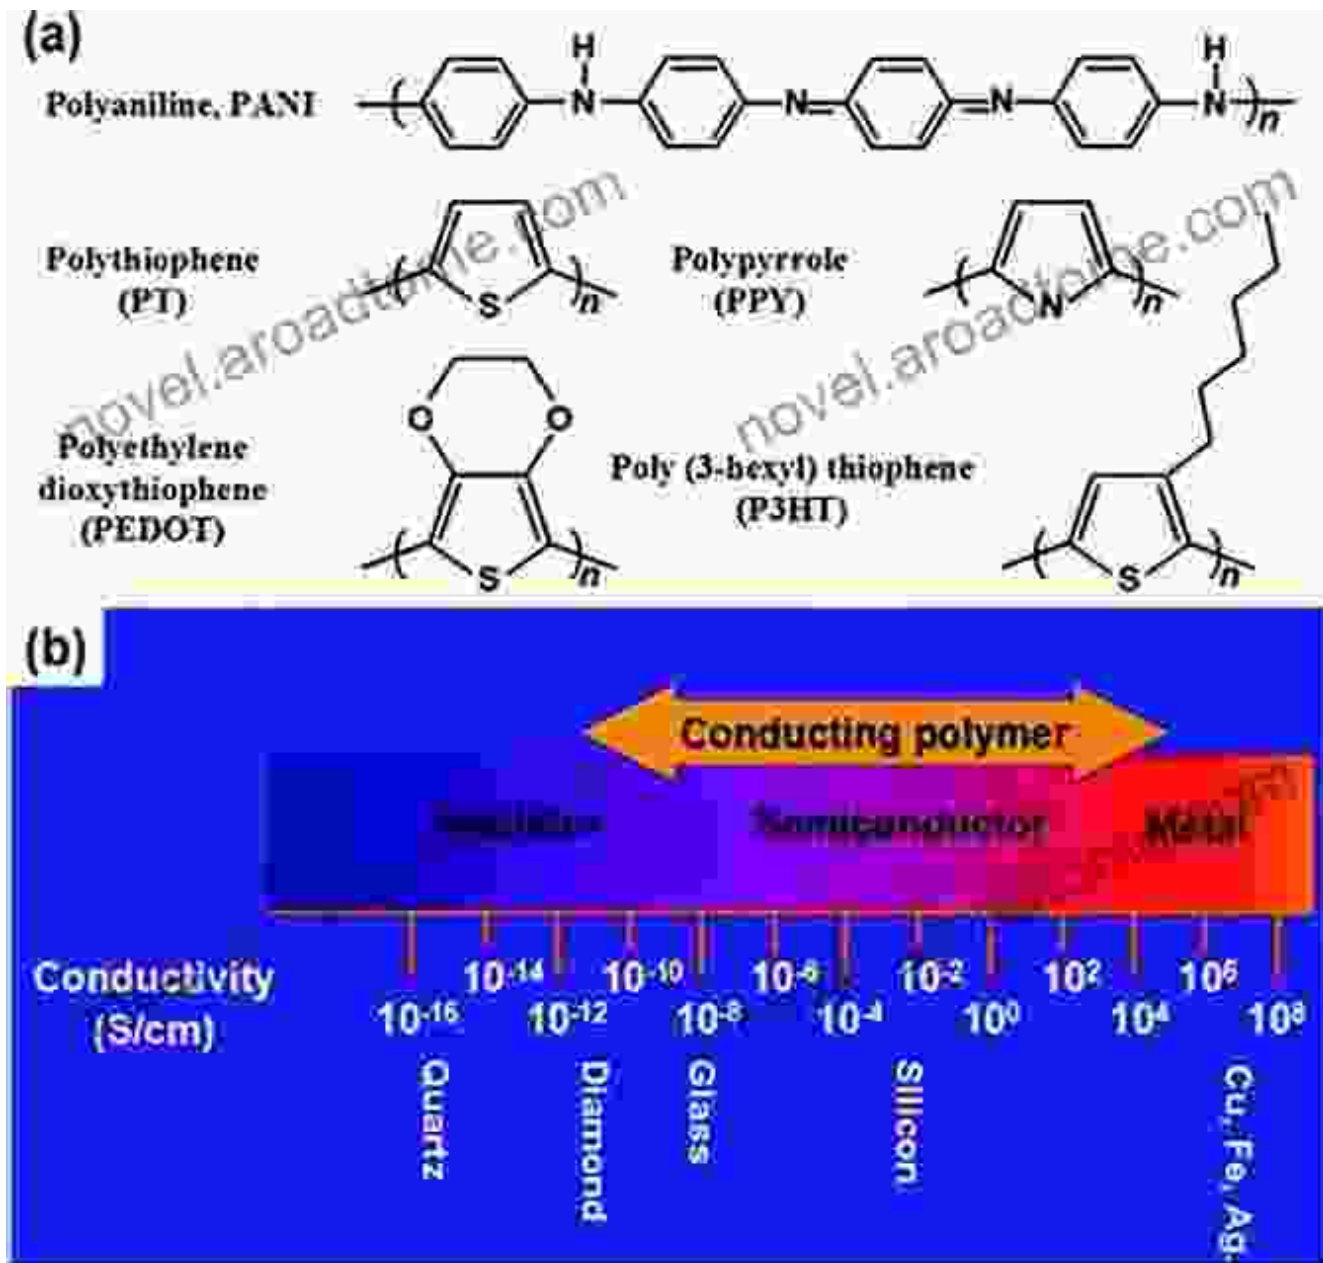 (a)
Polyaniline, PANI
H
N
N
N
H
N
n
Polythiophene
(PT)
S
n
Polypyrrole
(PPY)
N
n
novel.aroadtome.com
novel.aroadtome.com
Polyethylene
dioxythiophene
(PEDOT)
O
O
S
n
Poly (3-hexyl) thiophene
(P3HT)
S
n
(b)
Conducting polymer
Semiconductor
Metal
Conductivity
(S/cm)
10-14 10-10 10-6 10-2 10² 10⁶
10-16 10-12 10-8 10-4 10⁰ 10⁴ 10⁸
Quartz
Diamond
Glass
Silicon
Cu, Fe, Ag.